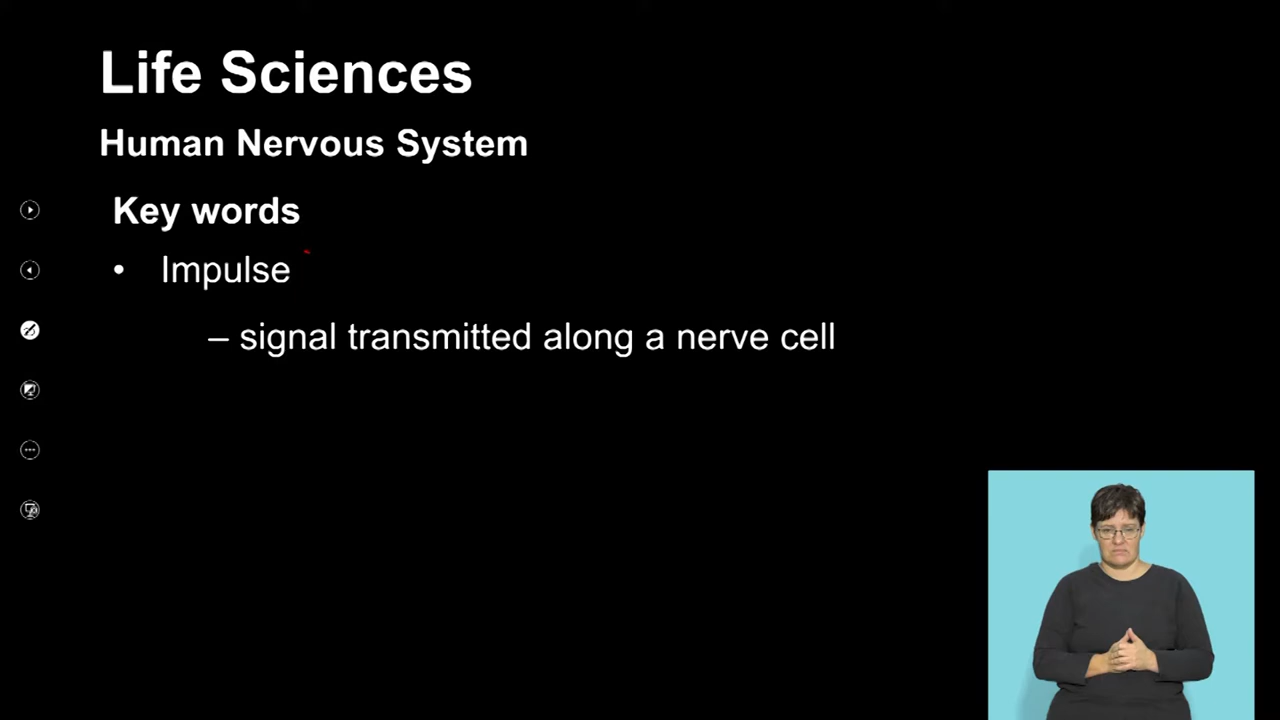 Life Sciences
Human Nervous System
Key words
• Impulse
– signal transmitted along a nerve cell